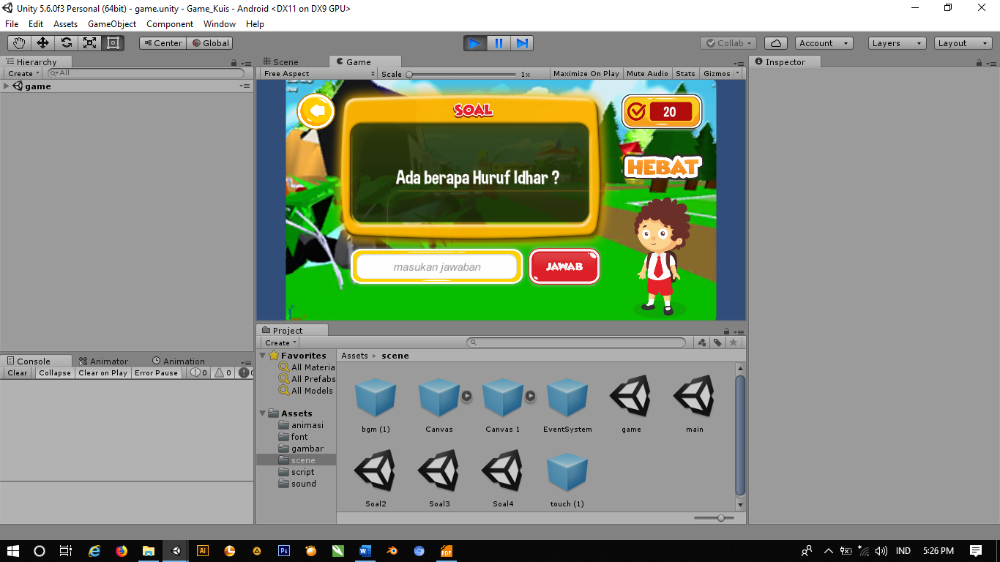 Unity 5.6.0f3 Personal (64bit) - game.unity - Game_Kuis - Android <DX11 on DX9 GPU>
File Edit Assets GameObject Component Window Help
Center Global Collab Account Layers Layout
Hierarchy
Create All
game
Scene Game
Free Aspect Scale 1x Maximize On Play Mute Audio Stats Gizmos
SOAL
20
HEBAT
Ada berapa Huruf Idhar ?
masukan jawaban
JAWAB
Inspector
Project
Create
Favorites
All Materia
All Prefabs
All Models
Assets
animasi
font
gambar
scene
script
sound
Assets scene
bgm (1) Canvas Canvas 1 EventSystem game main
Soal2 Soal3 Soal4 touch (1)
Console Animator Animation
Clear Collapse Clear on Play Error Pause 0 0 0
Ai Ps W PDF IND 5:26 PM